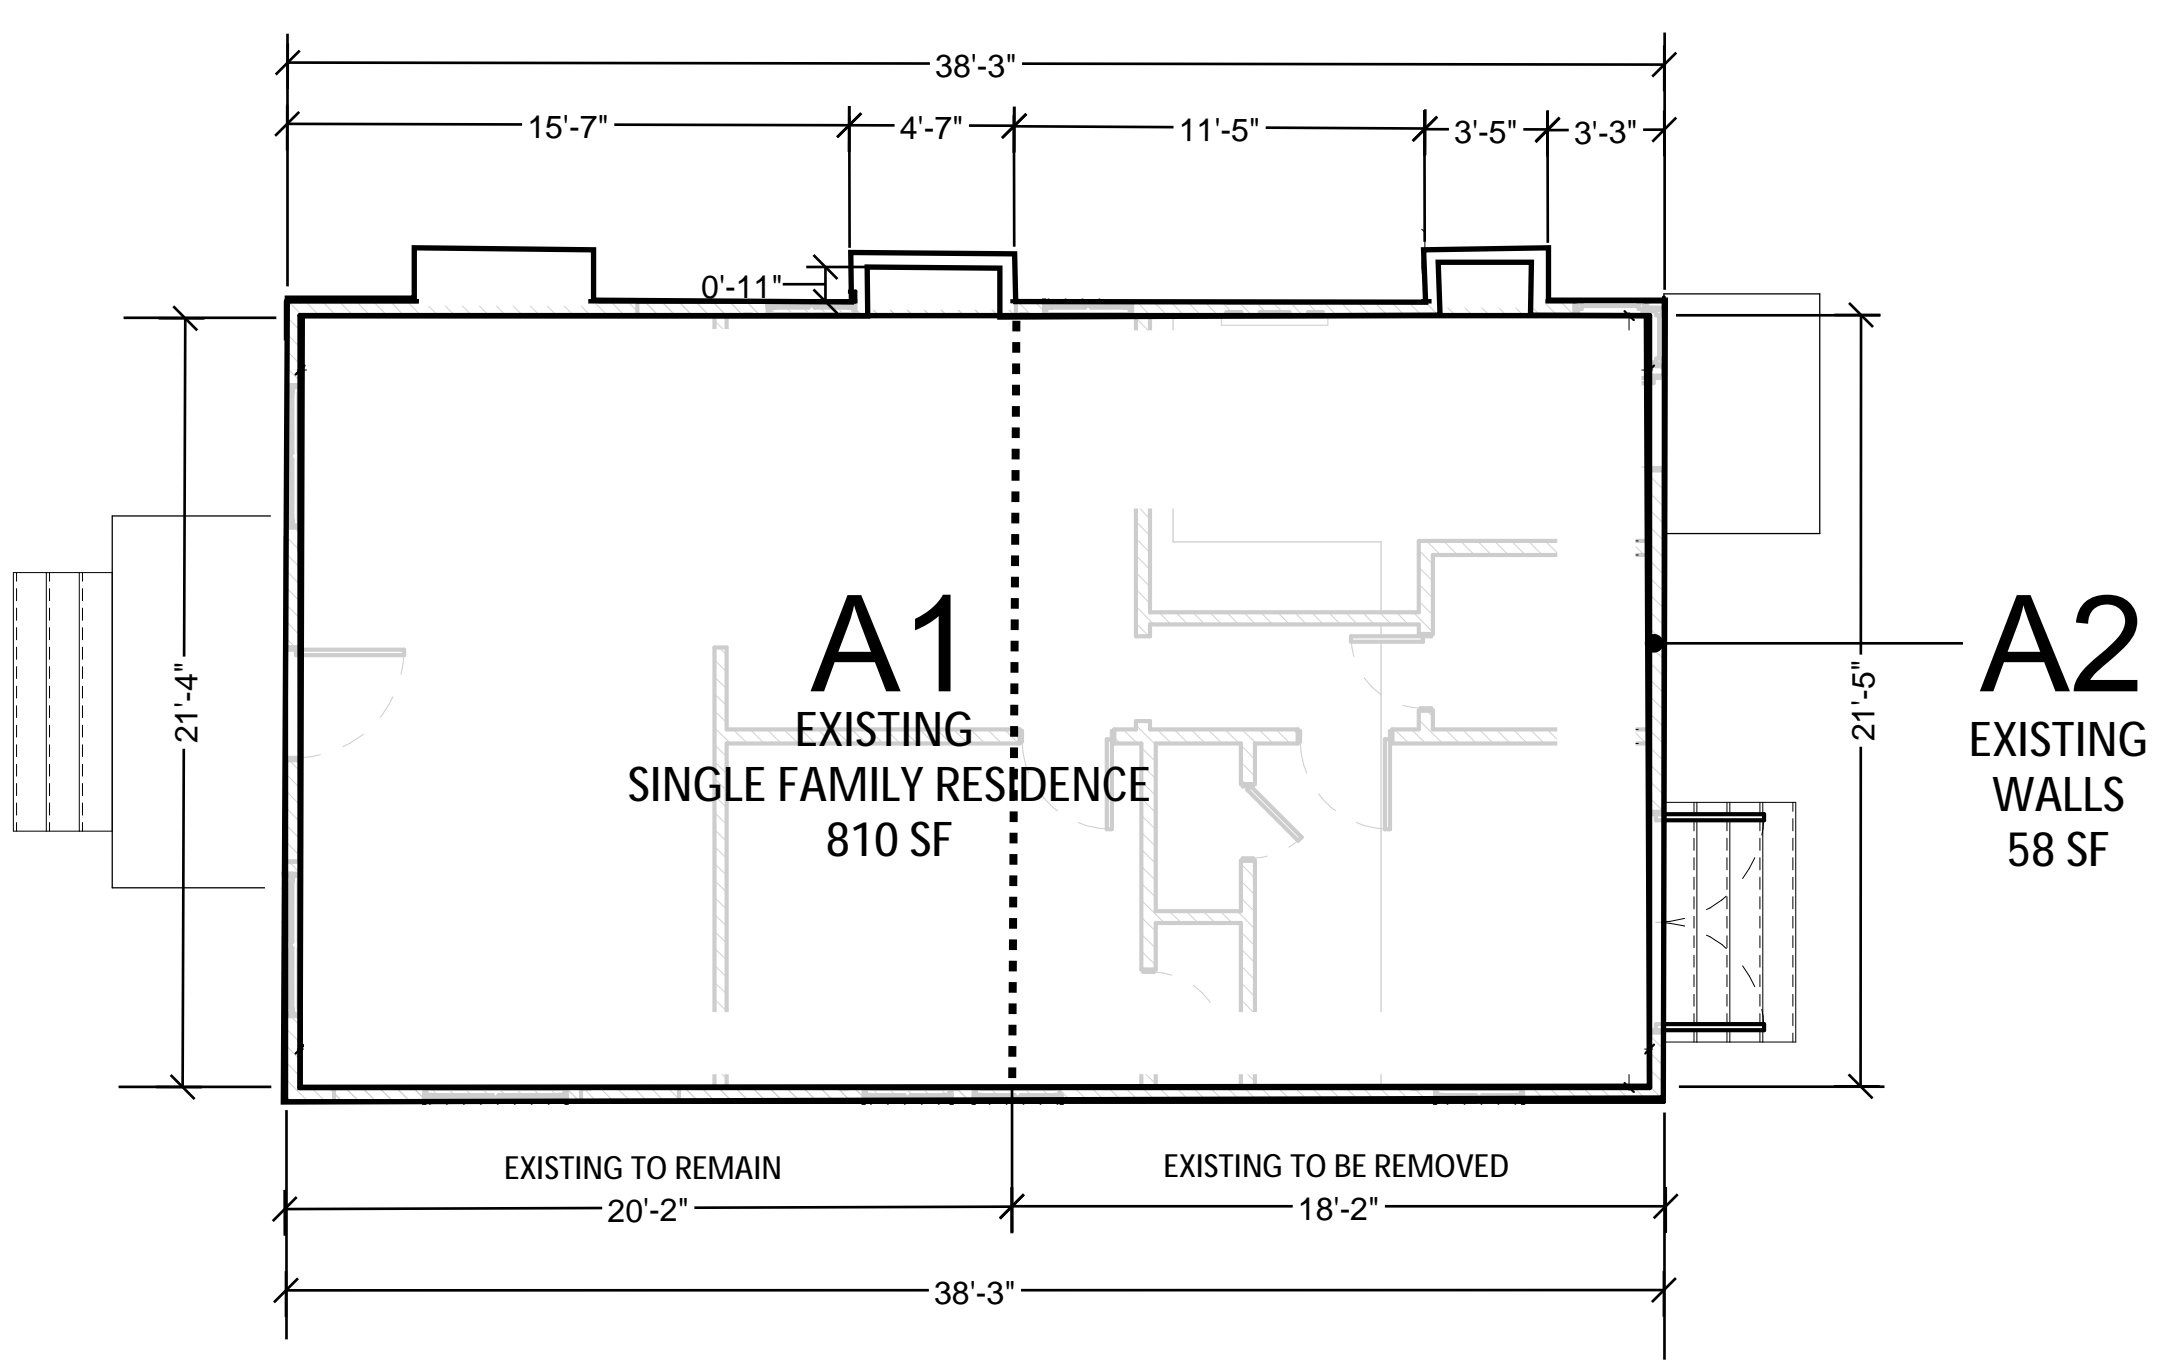 38'-3"
15'-7"
4'-7"
11'-5"
3'-5"
3'-3"
0'-11"
21'-4"
A1
EXISTING
SINGLE FAMILY RESIDENCE
810 SF
21'-5"
A2
EXISTING
WALLS
58 SF
EXISTING TO REMAIN
EXISTING TO BE REMOVED
20'-2"
18'-2"
38'-3"